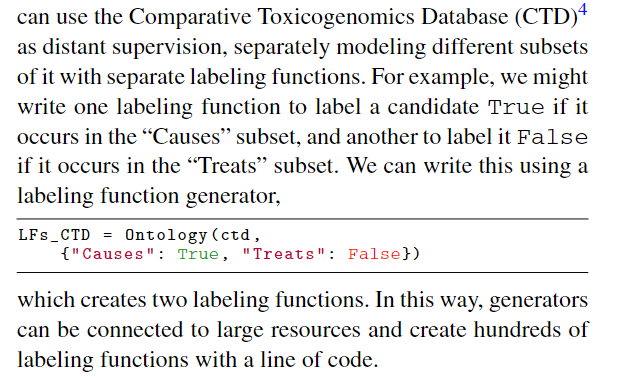 can use the Comparative Toxicogenomics Database (CTD)4
as distant supervision, separately modeling different subsets
of it with separate labeling functions. For example, we might
write one labeling function to label a candidate True if it
occurs in the “Causes” subset, and another to label it False
if it occurs in the “Treats” subset. We can write this using a
labeling function generator,
LFs_CTD = Ontology(ctd,
{"Causes": True, "Treats": False})
which creates two labeling functions. In this way, generators
can be connected to large resources and create hundreds of
labeling functions with a line of code.